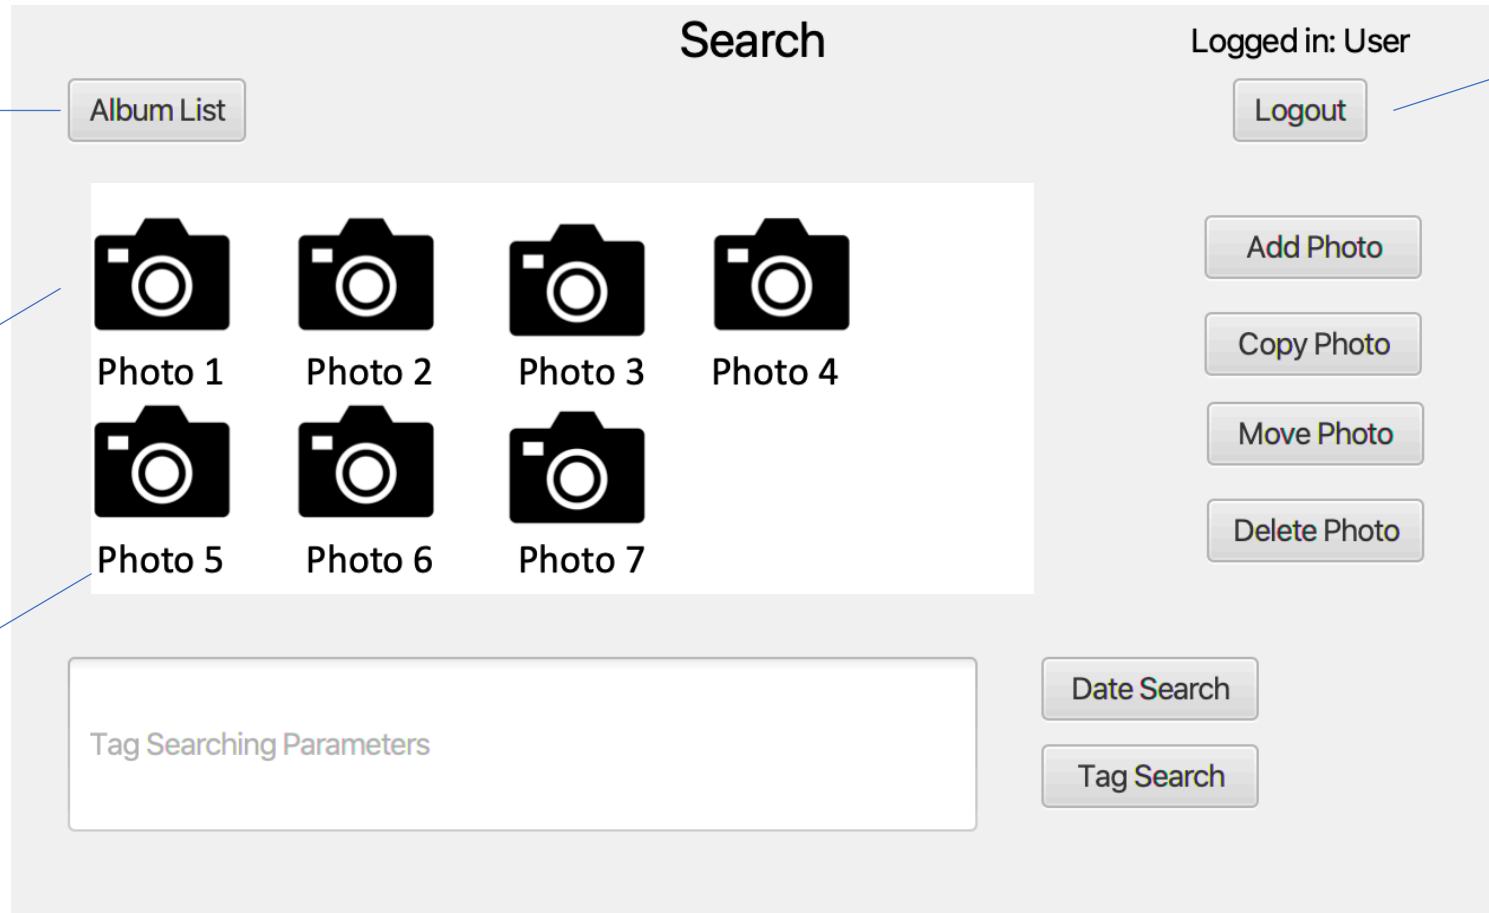 Search
Logged in: User
Album List
Logout
Add Photo
Copy Photo
Move Photo
Delete Photo
Photo 1 Photo 2 Photo 3 Photo 4
Photo 5 Photo 6 Photo 7
Tag Searching Parameters
Date Search
Tag Search